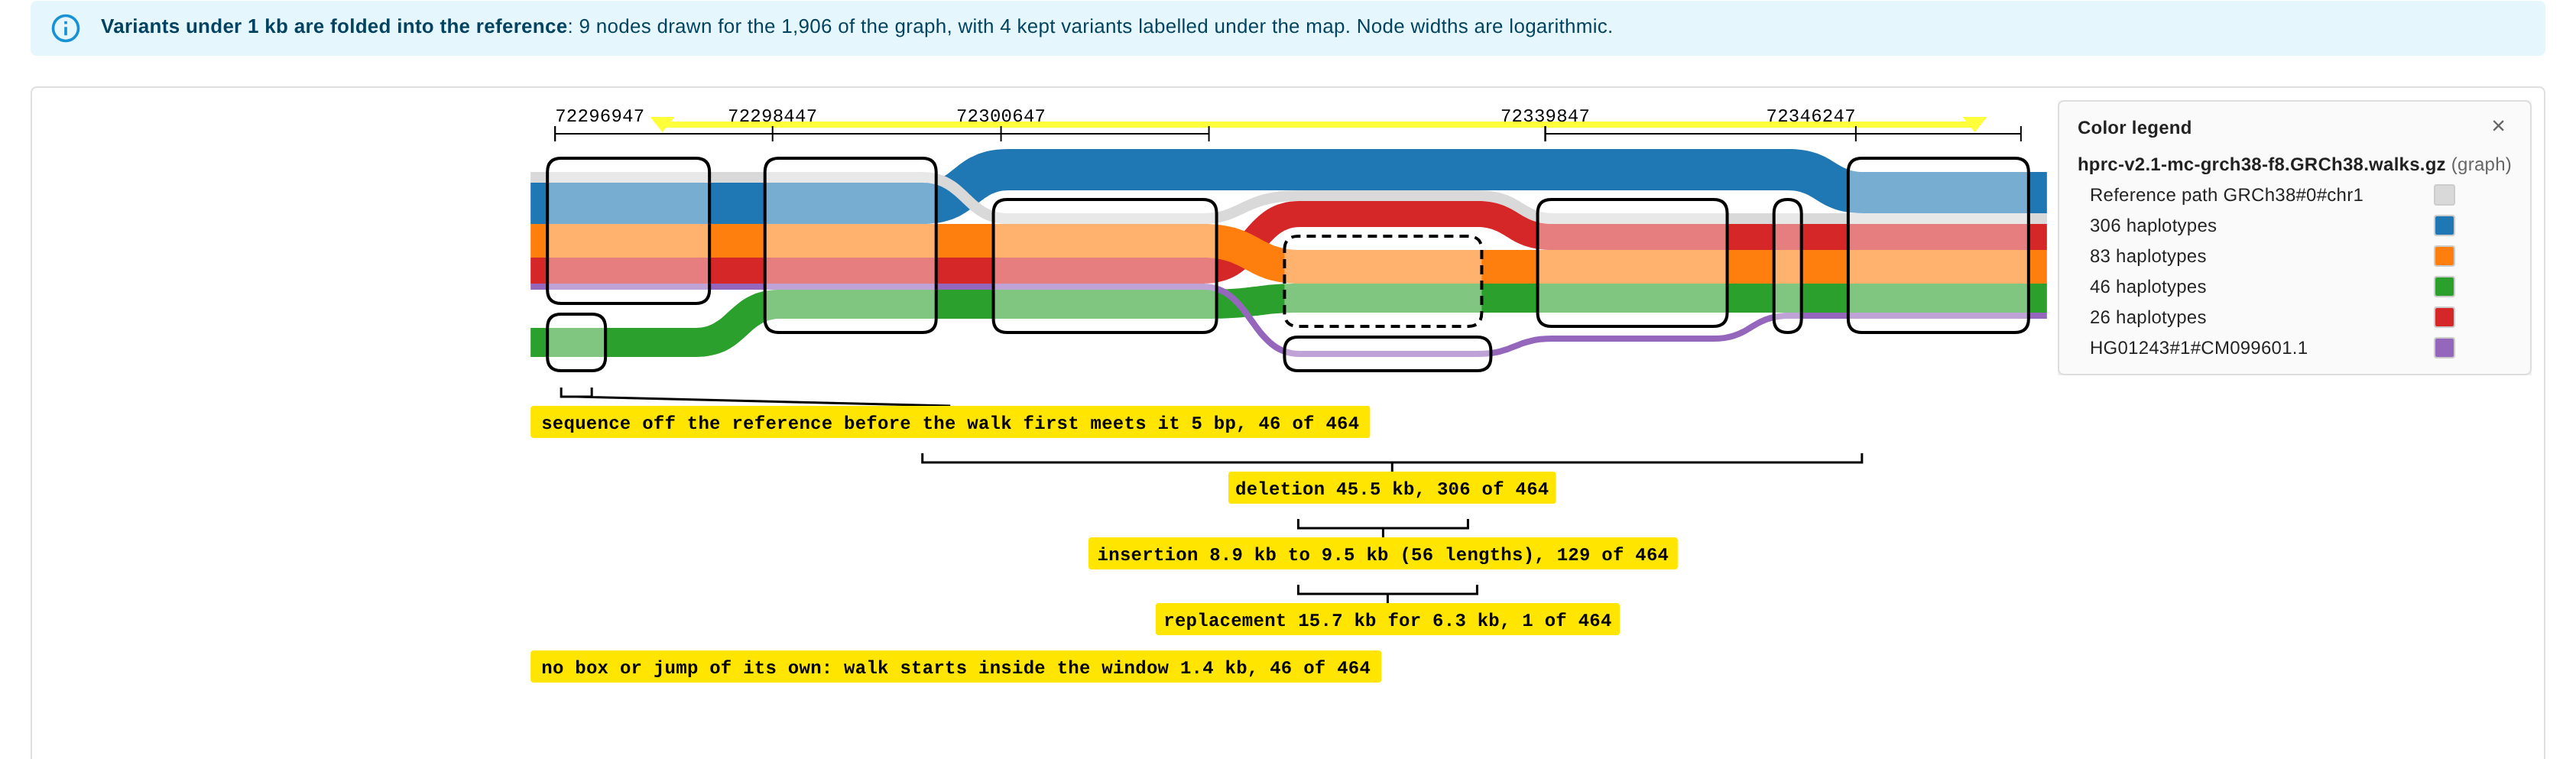 Variants under 1 kb are folded into the reference: 9 nodes drawn for the 1,906 of the graph, with 4 kept variants labelled under the map. Node widths are logarithmic.
72296947 72298447 72300647 72339847 72346247
Color legend ×
hprc-v2.1-mc-grch38-f8.GRCh38.walks.gz (graph)
Reference path GRCh38#0#chr1
306 haplotypes
83 haplotypes
46 haplotypes
26 haplotypes
HG01243#1#CM099601.1
sequence off the reference before the walk first meets it 5 bp, 46 of 464
deletion 45.5 kb, 306 of 464
insertion 8.9 kb to 9.5 kb (56 lengths), 129 of 464
replacement 15.7 kb for 6.3 kb, 1 of 464
no box or jump of its own: walk starts inside the window 1.4 kb, 46 of 464